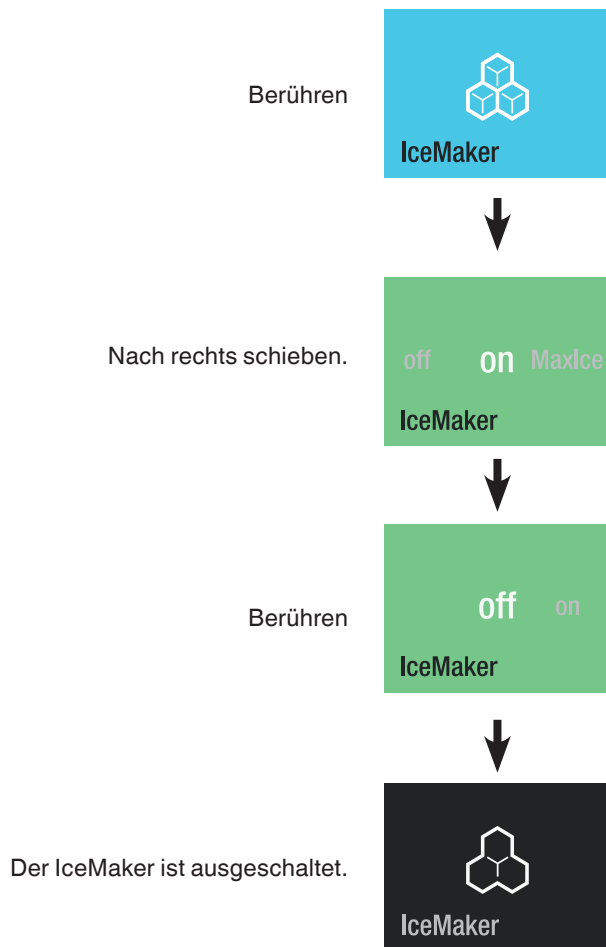 Berühren
IceMaker
Nach rechts schieben.
off on MaxIce
IceMaker
Berühren
off on
IceMaker
Der IceMaker ist ausgeschaltet.
IceMaker